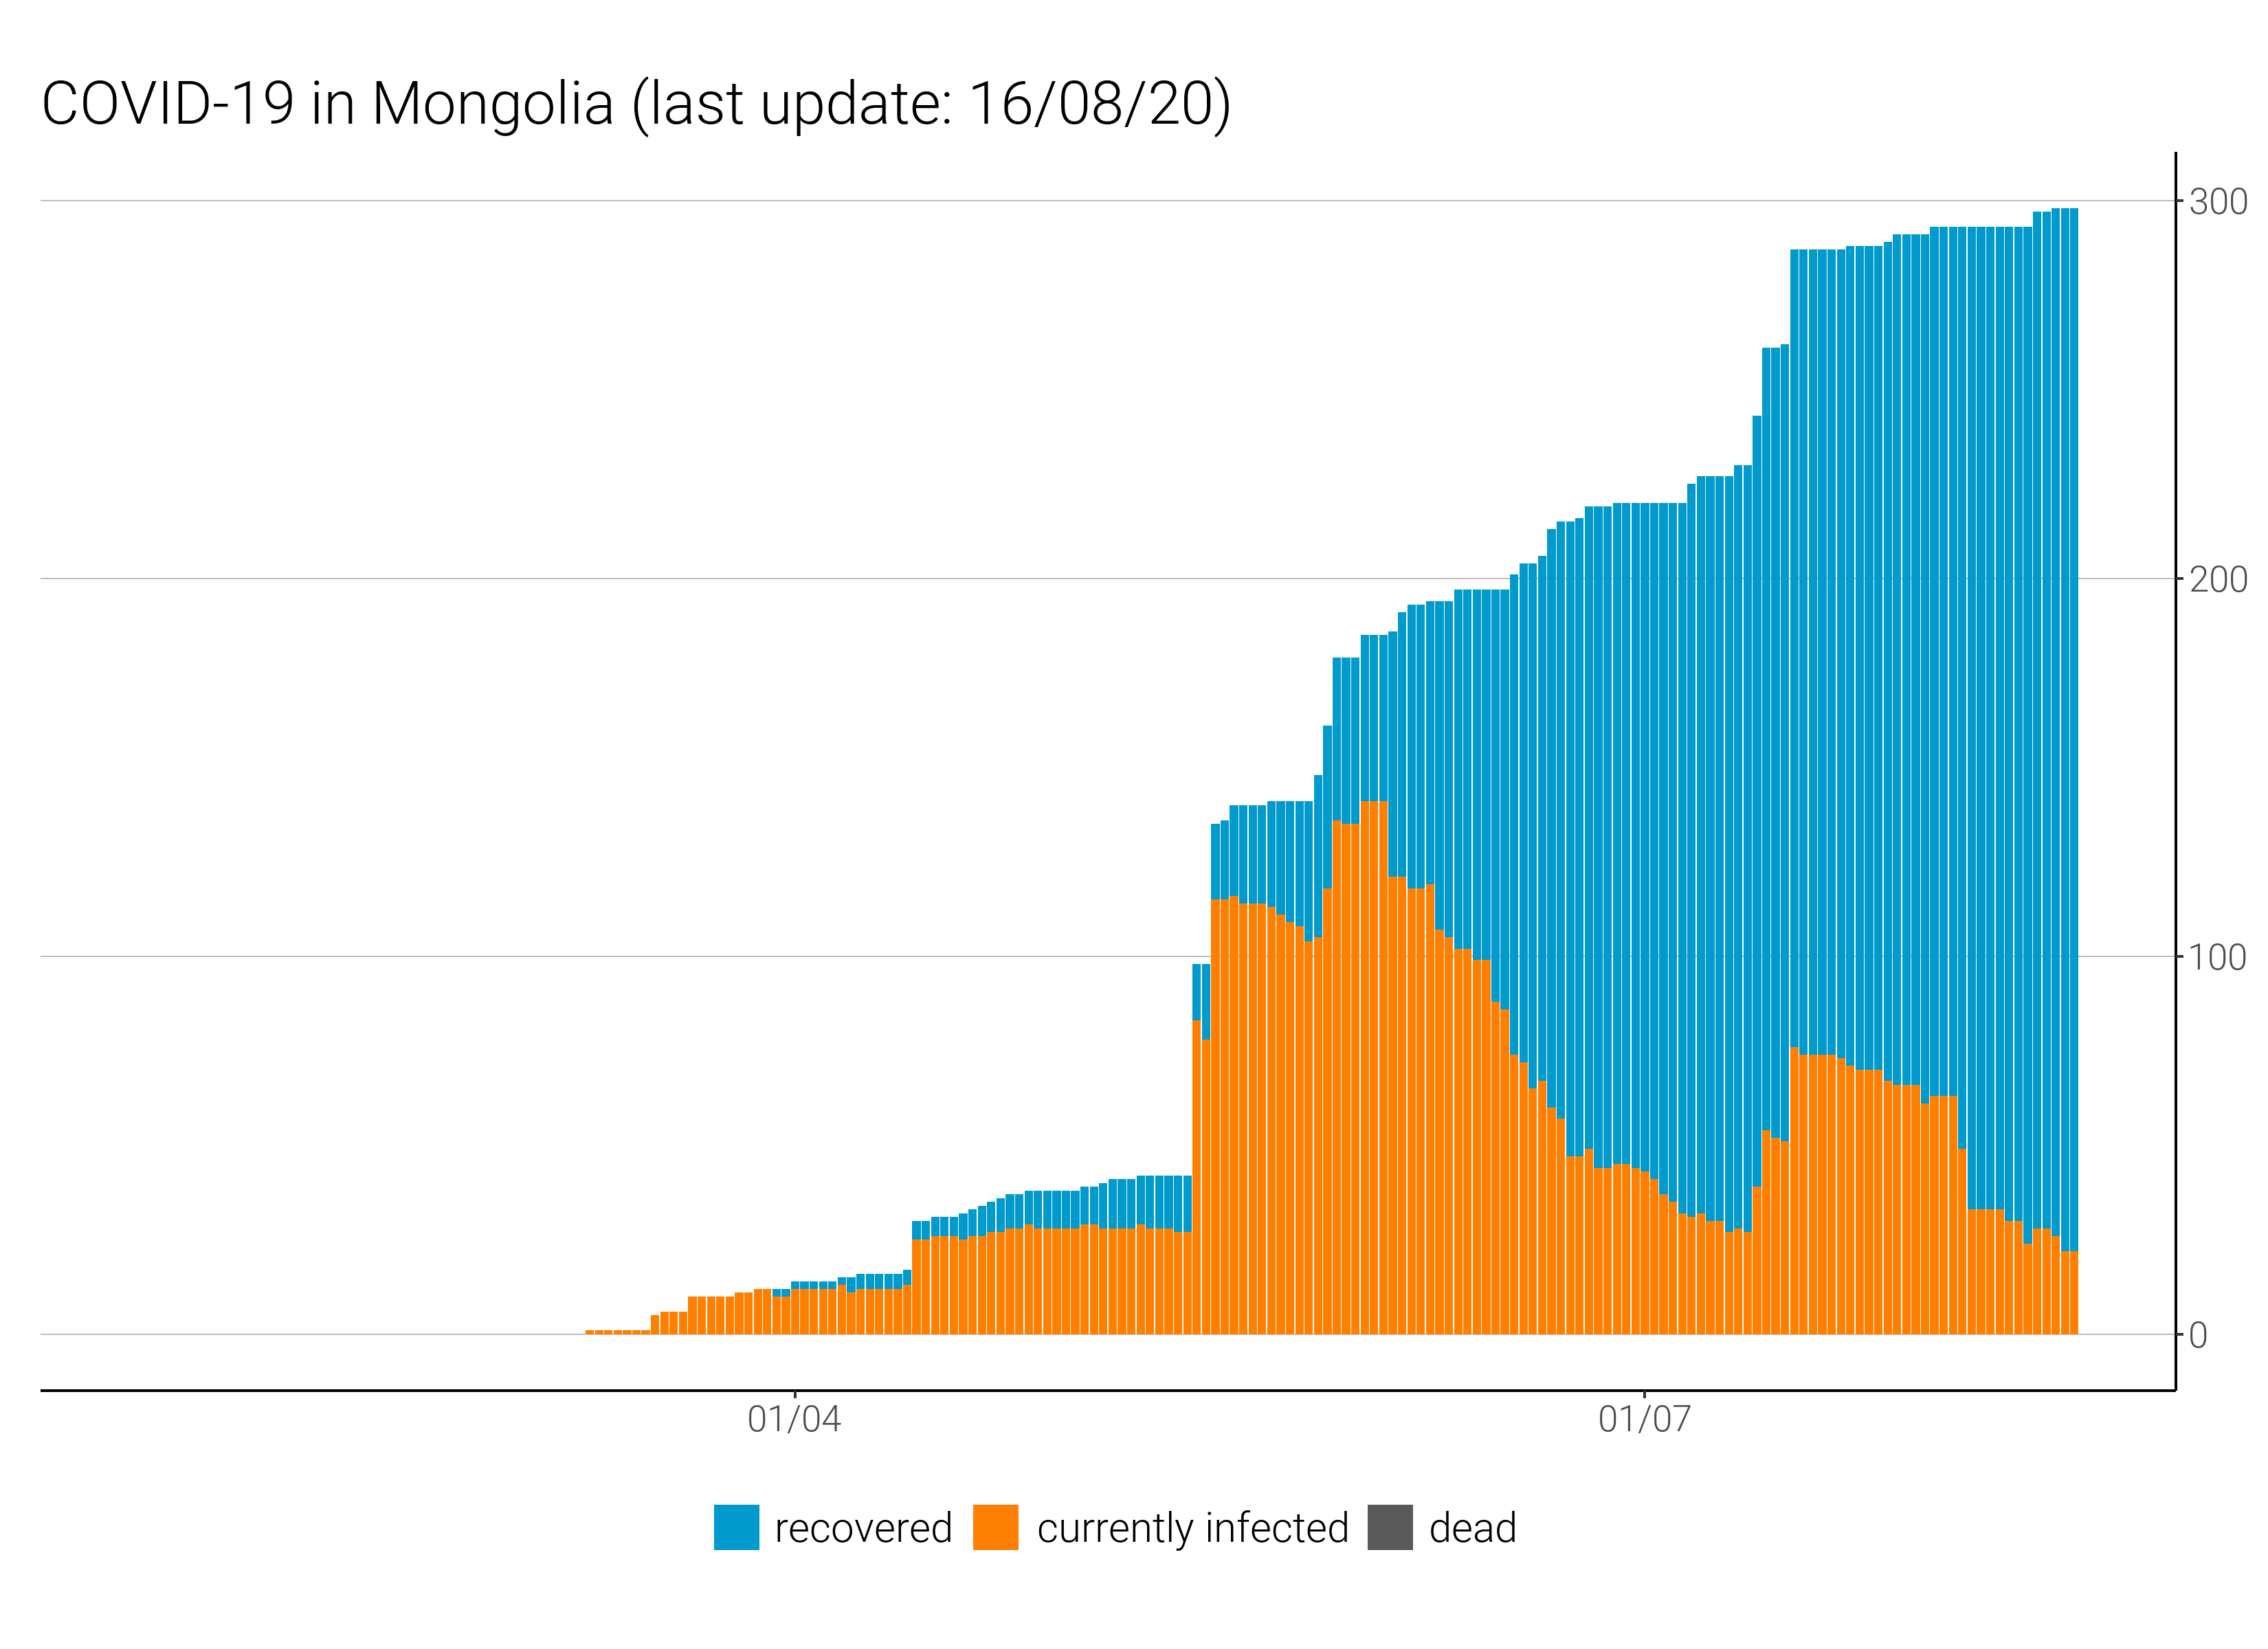 COVID-19 in Mongolia (last update: 16/08/20)
300
200
100
0
01/04 01/07
recovered currently infected dead